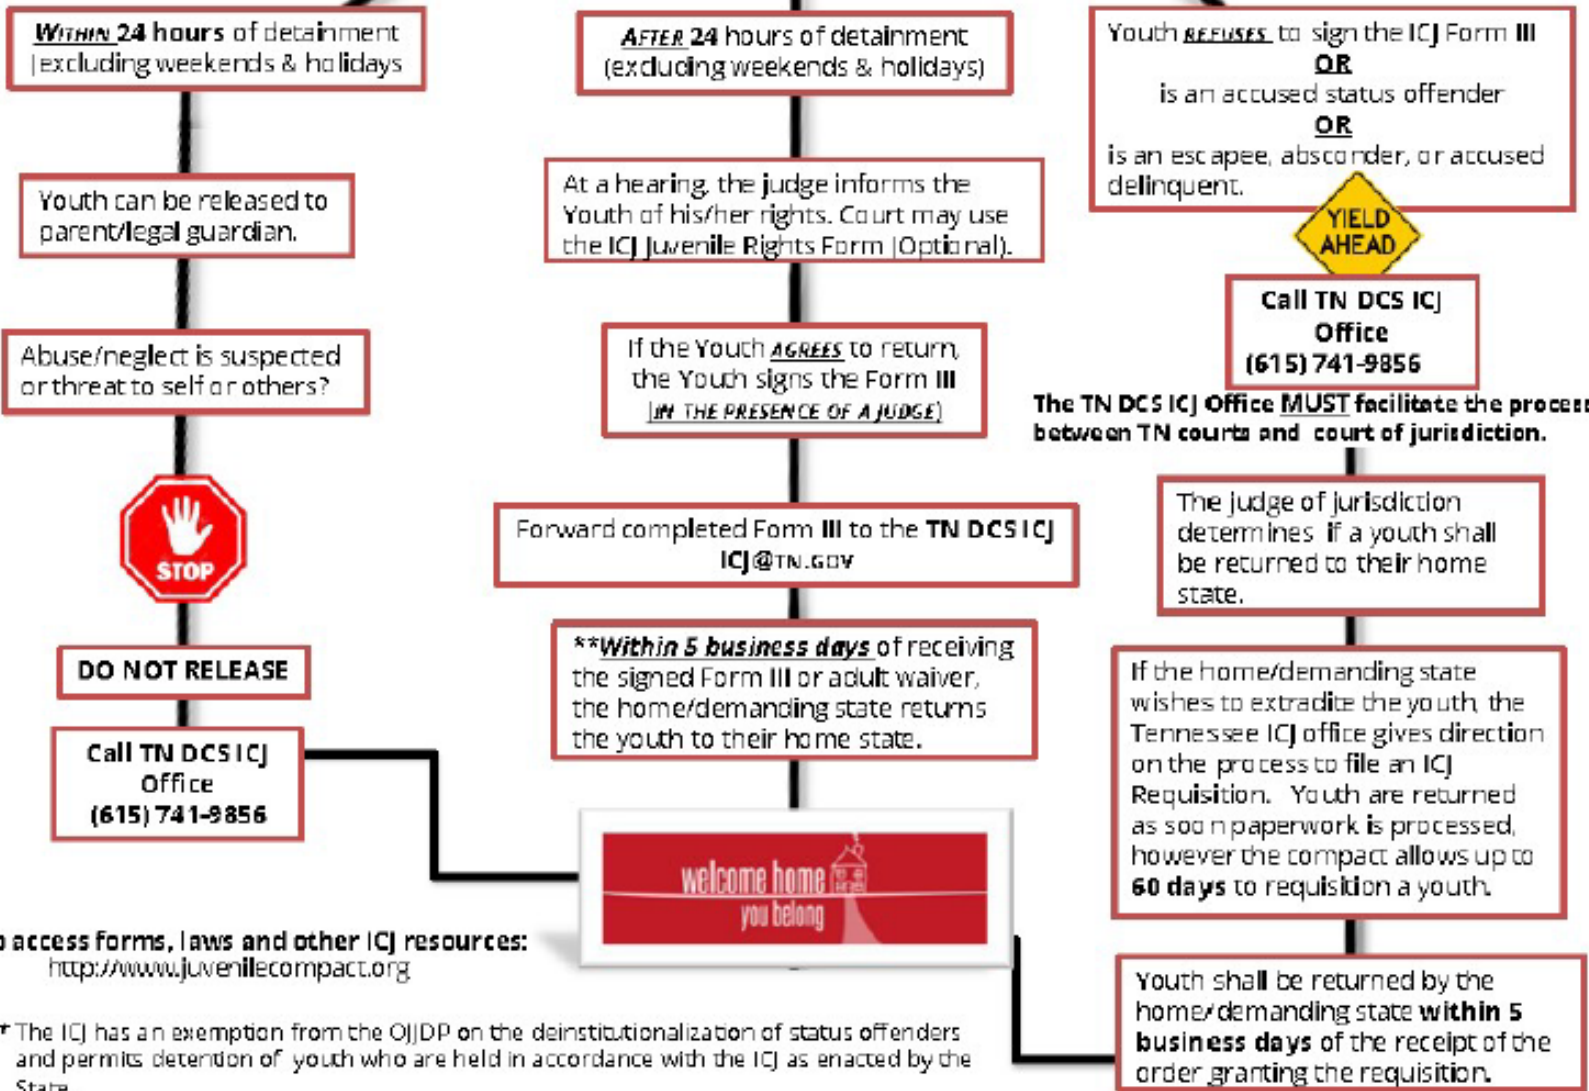 WITHIN 24 hours of detainment
(excluding weekends & holidays
Youth can be released to
parent/legal guardian.
Abuse/neglect is suspected
or threat to self or others?
STOP
DO NOT RELEASE
Call TN DCS ICJ
Office
(615) 741-9856
AFTER 24 hours of detainment
(excluding weekends & holidays)
At a hearing, the judge informs the
Youth of his/her rights. Court may use
the ICJ Juvenile Rights Form (Optional).
If the Youth AGREES to return,
the Youth signs the Form III
(IN THE PRESENCE OF A JUDGE)
Forward completed Form III to the TN DCS ICJ
ICJ@TN.GOV
**Within 5 business days of receiving
the signed Form III or adult waiver,
the home/demanding state returns
the youth to their home state.
welcome home
you belong
Youth REFUSES to sign the ICJ Form III
OR
is an accused status offender
OR
is an escapee, absconder, or accused
delinquent.
YIELD
AHEAD
Call TN DCS ICJ
Office
(615) 741-9856
The TN DCS ICJ Office MUST facilitate the process
between TN courts and court of jurisdiction.
The judge of jurisdiction
determines if a youth shall
be returned to their home
state.
If the home/demanding state
wishes to extradite the youth, the
Tennessee ICJ office gives direction
on the process to file an ICJ
Requisition. Youth are returned
as soon paperwork is processed,
however the compact allows up to
60 days to requisition a youth.
Youth shall be returned by the
home/demanding state within 5
business days of the receipt of the
order granting the requisition.
o access forms, laws and other ICJ resources:
http://www.juvenilecompact.org
* The ICJ has an exemption from the OJJDP on the deinstitutionalization of status offenders
and permits detention of youth who are held in accordance with the ICJ as enacted by the
State